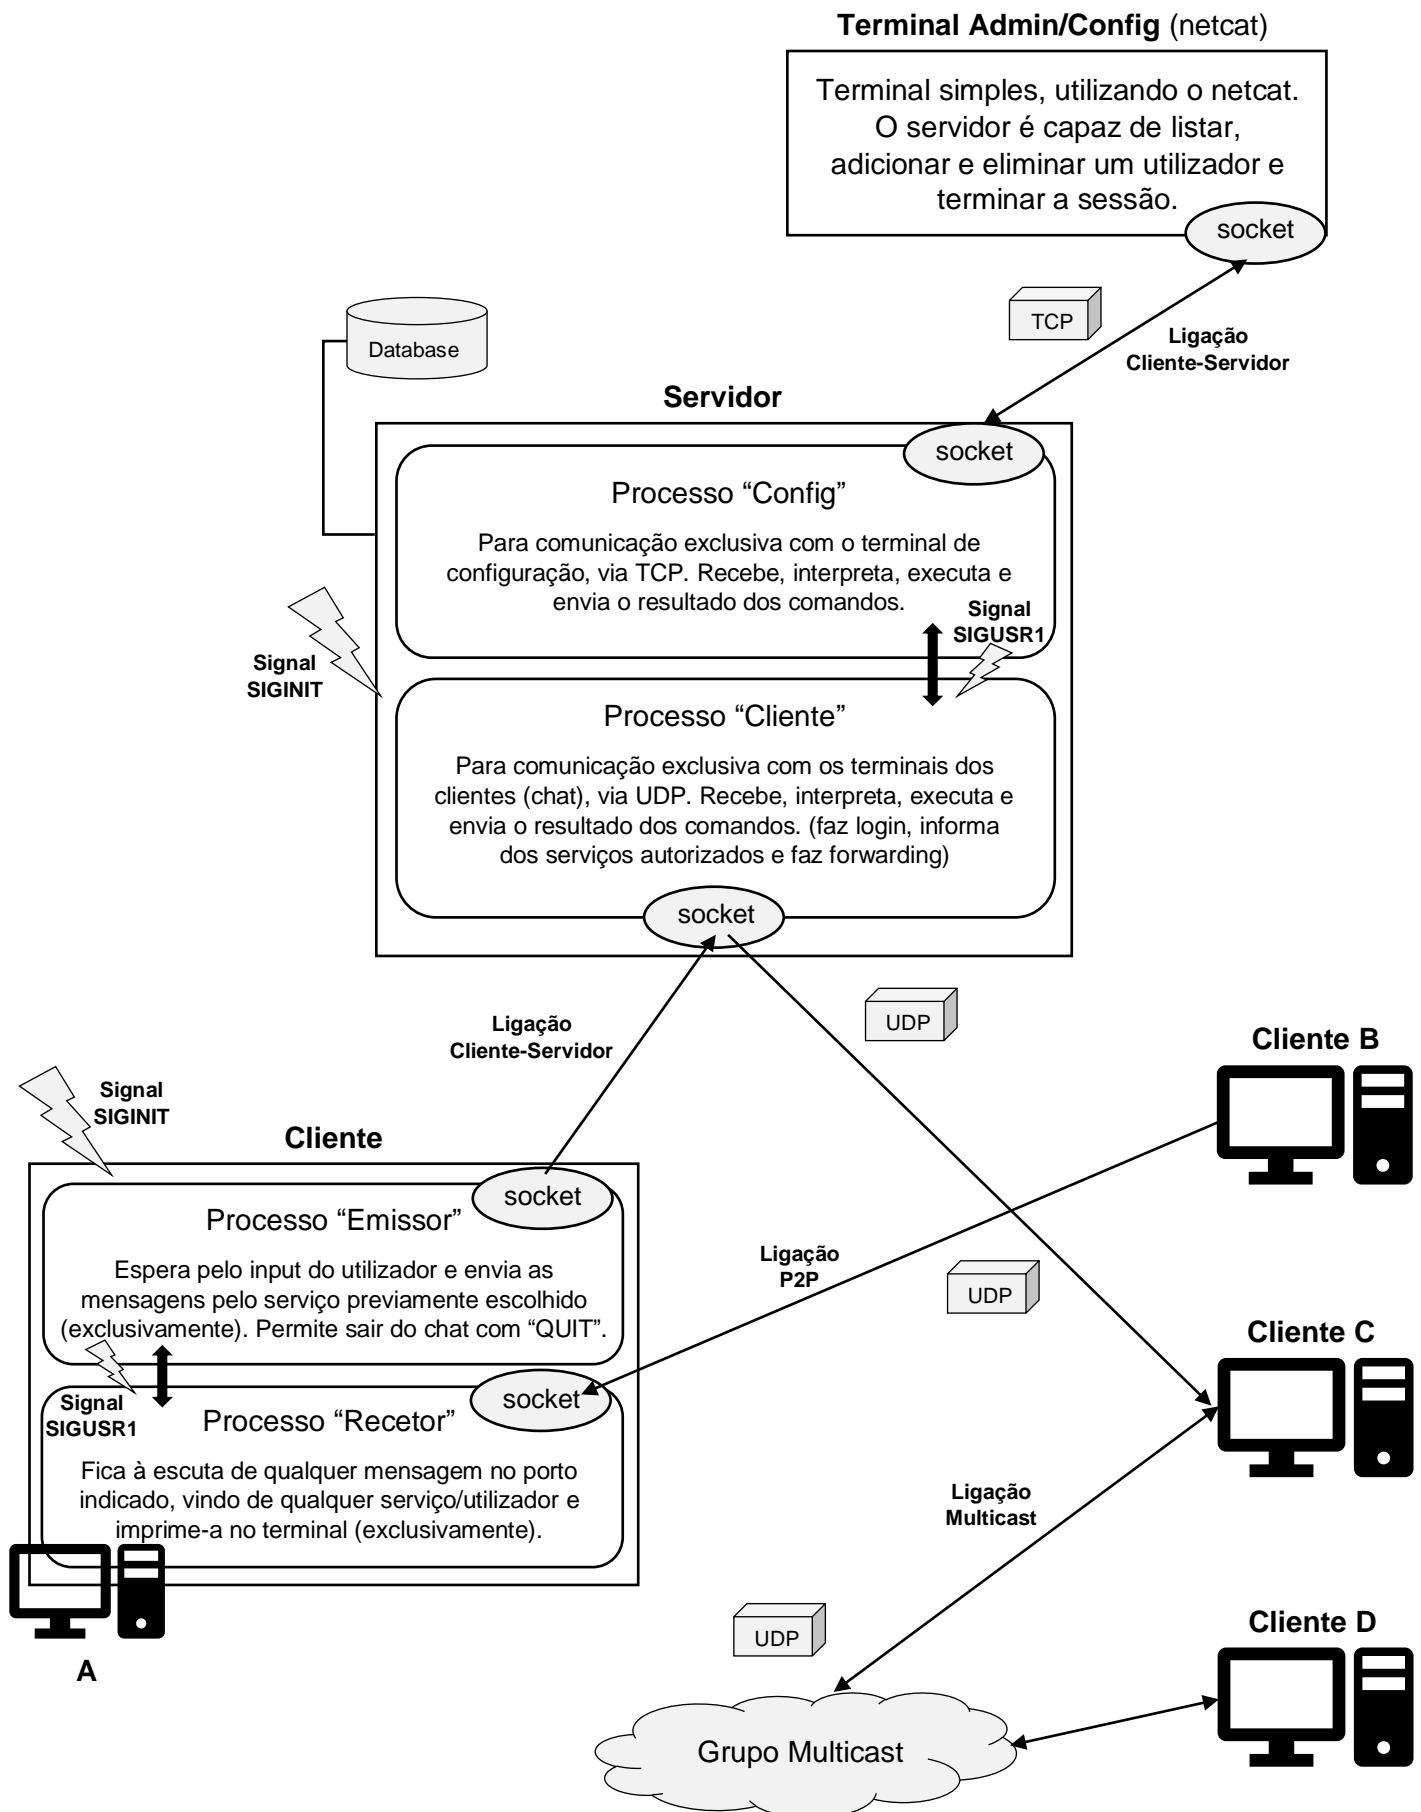 Terminal Admin/Config (netcat)
Terminal simples, utilizando o netcat.
O servidor é capaz de listar,
adicionar e eliminar um utilizador e
terminar a sessão.
socket
TCP
Ligação
Cliente-Servidor
Database
Servidor
socket
Processo “Config”
Para comunicação exclusiva com o terminal de
configuração, via TCP. Recebe, interpreta, executa e
envia o resultado dos comandos.
Signal
SIGUSR1
Signal
SIGINIT
Processo “Cliente”
Para comunicação exclusiva com os terminais dos
clientes (chat), via UDP. Recebe, interpreta, executa e
envia o resultado dos comandos. (faz login, informa
dos serviços autorizados e faz forwarding)
socket
UDP
Ligação
Cliente-Servidor
Cliente B
Signal
SIGINIT
Cliente
socket
Processo “Emissor”
Espera pelo input do utilizador e envia as
mensagens pelo serviço previamente escolhido
(exclusivamente). Permite sair do chat com “QUIT”.
Ligação
P2P
UDP
Cliente C
Signal
SIGUSR1
socket
Processo “Recetor”
Fica à escuta de qualquer mensagem no porto
indicado, vindo de qualquer serviço/utilizador e
imprime-a no terminal (exclusivamente).
Ligação
Multicast
A
UDP
Cliente D
Grupo Multicast